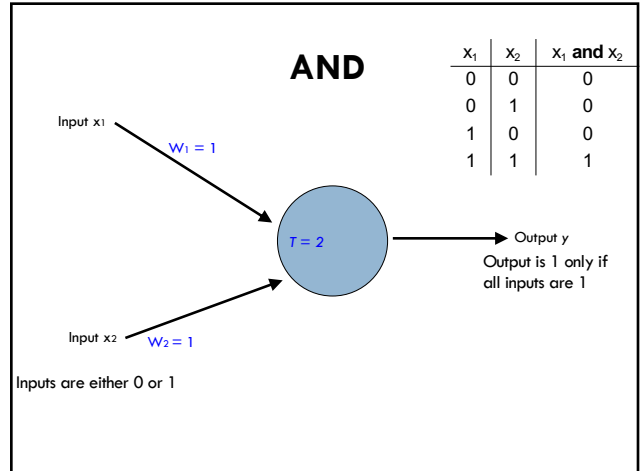 AND
x1 x2 x1 and x2
0 0 0
0 1 0
1 0 0
1 1 1
Input x1
W1 = 1
T = 2
Output y
Output is 1 only if
all inputs are 1
Input x2
W2 = 1
Inputs are either 0 or 1